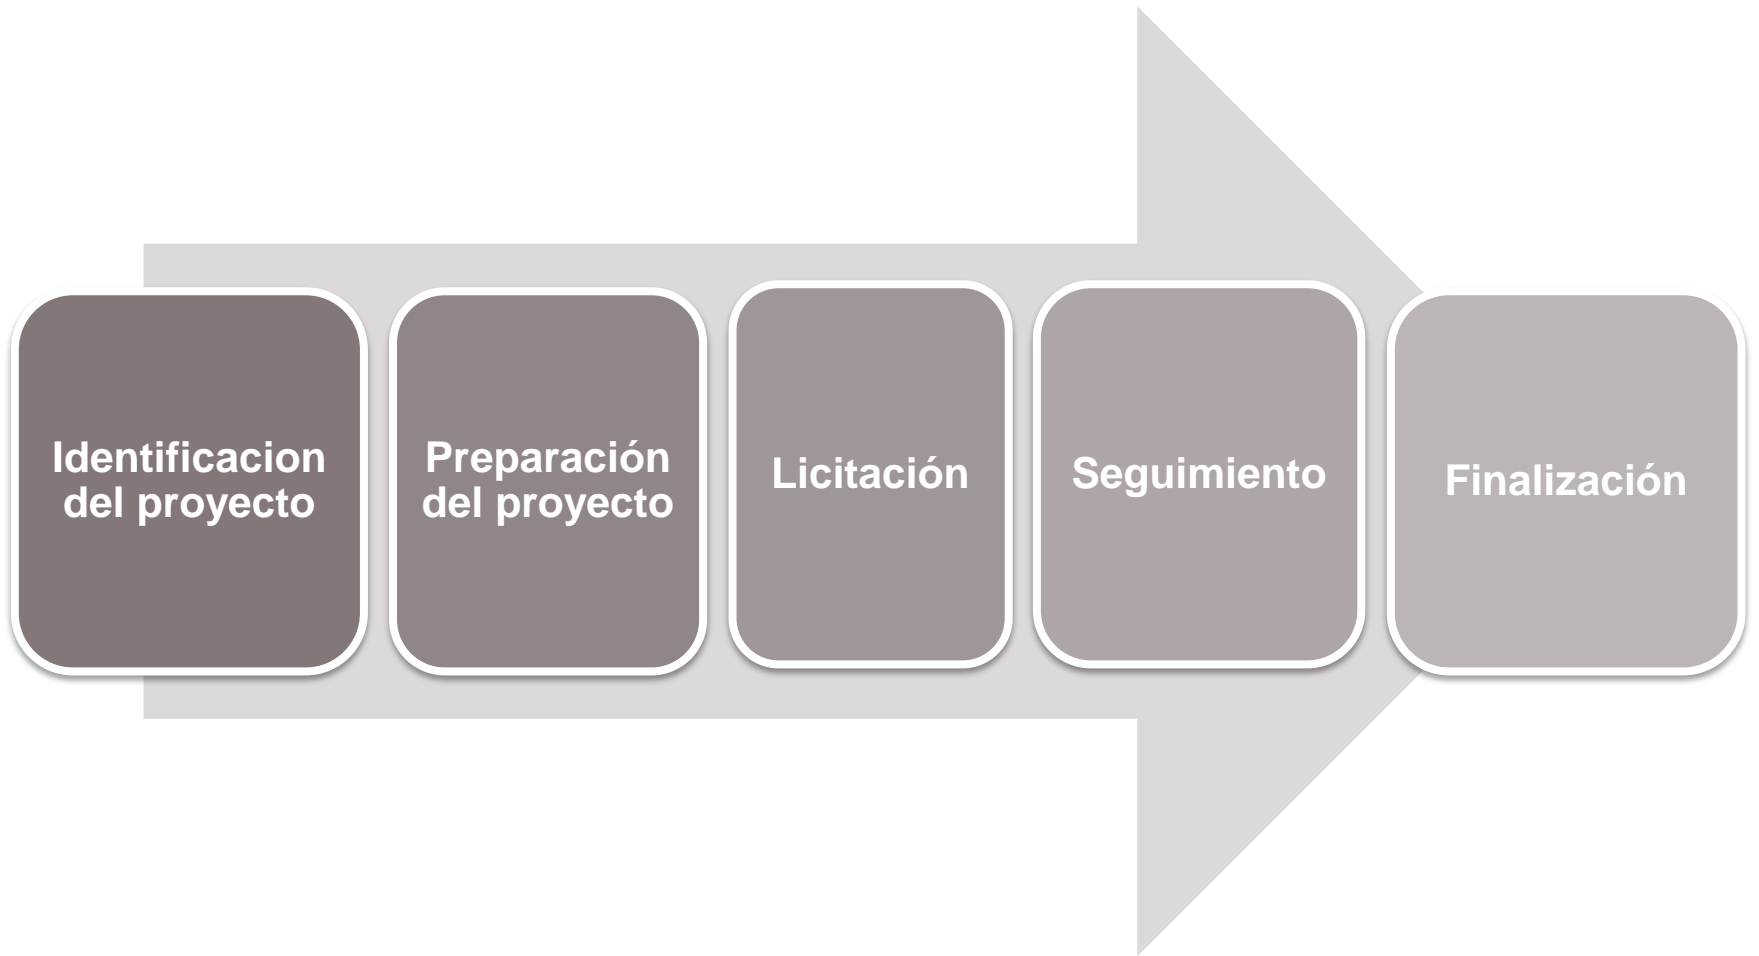 Identificacion
del proyecto
Preparación
del proyecto
Licitación
Seguimiento
Finalización